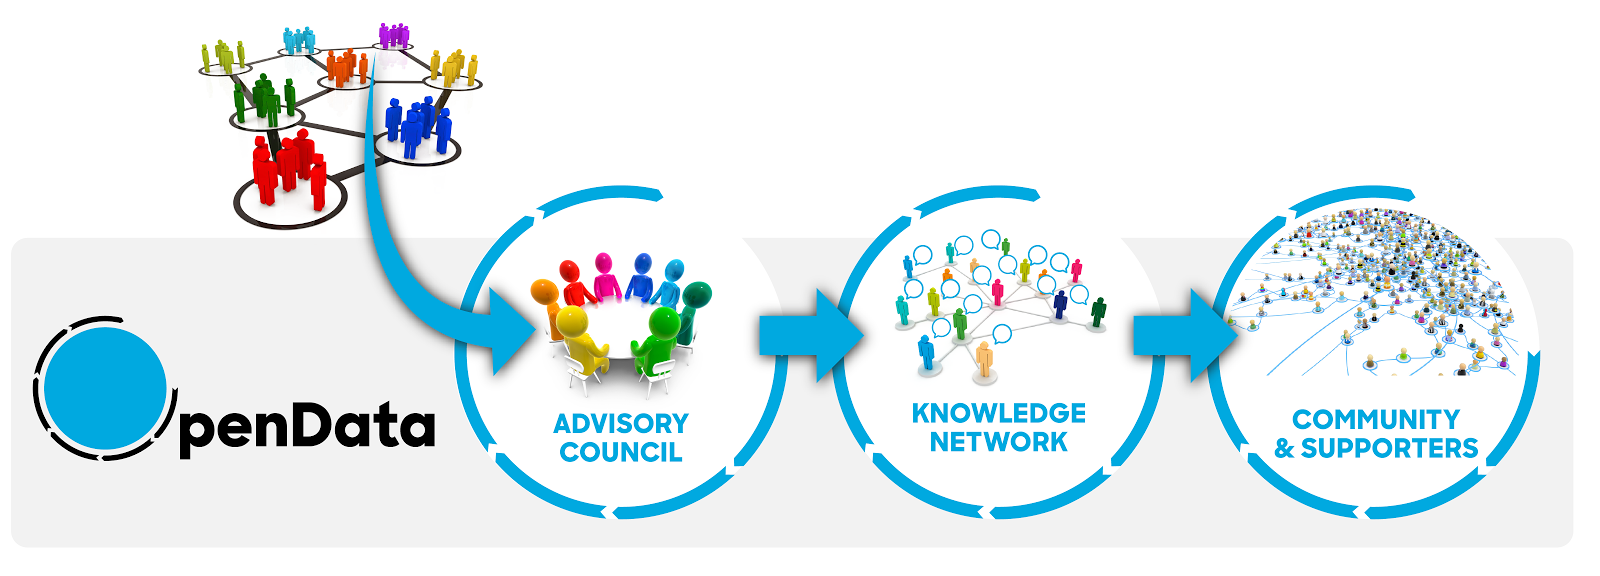 OpenData
ADVISORY
COUNCIL
KNOWLEDGE
NETWORK
COMMUNITY
& SUPPORTERS